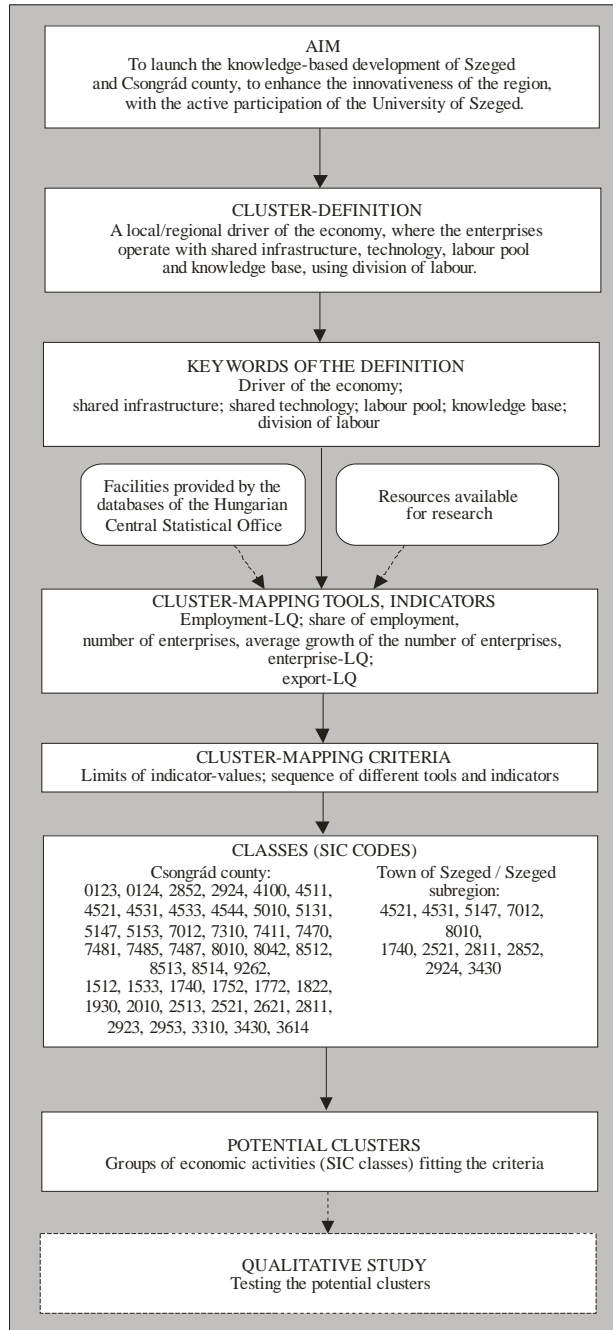 AIM
To launch the knowledge-based development of Szeged
and Csongrád county, to enhance the innovativeness of the region,
with the active participation of the University of Szeged.
CLUSTER-DEFINITION
A local/regional driver of the economy, where the enterprises
operate with shared infrastructure, technology, labour pool
and knowledge base, using division of labour.
KEYWORDS OF THE DEFINITION
Driver of the economy;
shared infrastructure; shared technology; labour pool; knowledge base;
division of labour
Facilities provided by the
databases of the Hungarian
Central Statistical Office
Resources available
for research
CLUSTER-MAPPING TOOLS, INDICATORS
Employment-LQ; share of employment,
number of enterprises, average growth of the number of enterprises,
enterprise-LQ;
export-LQ
CLUSTER-MAPPING CRITERIA
Limits of indicator-values; sequence of different tools and indicators
CLASSES (SIC CODES)
Csongrád county:
0123, 0124, 2852, 2924, 4100, 4511,
4521, 4531, 4533, 4544, 5010, 5131,
5147, 5153, 7012, 7310, 7411, 7470,
7481, 7485, 7487, 8010, 8042, 8512,
8513, 8514, 9262,
1512, 1533, 1740, 1752, 1772, 1822,
1930, 2010, 2513, 2521, 2621, 2811,
2923, 2953, 3310, 3430, 3614
Town of Szeged / Szeged
subregion:
4521, 4531, 5147, 7012,
8010,
1740, 2521, 2811, 2852,
2924, 3430
POTENTIAL CLUSTERS
Groups of economic activities (SIC classes) fitting the criteria
QUALITATIVE STUDY
Testing the potential clusters